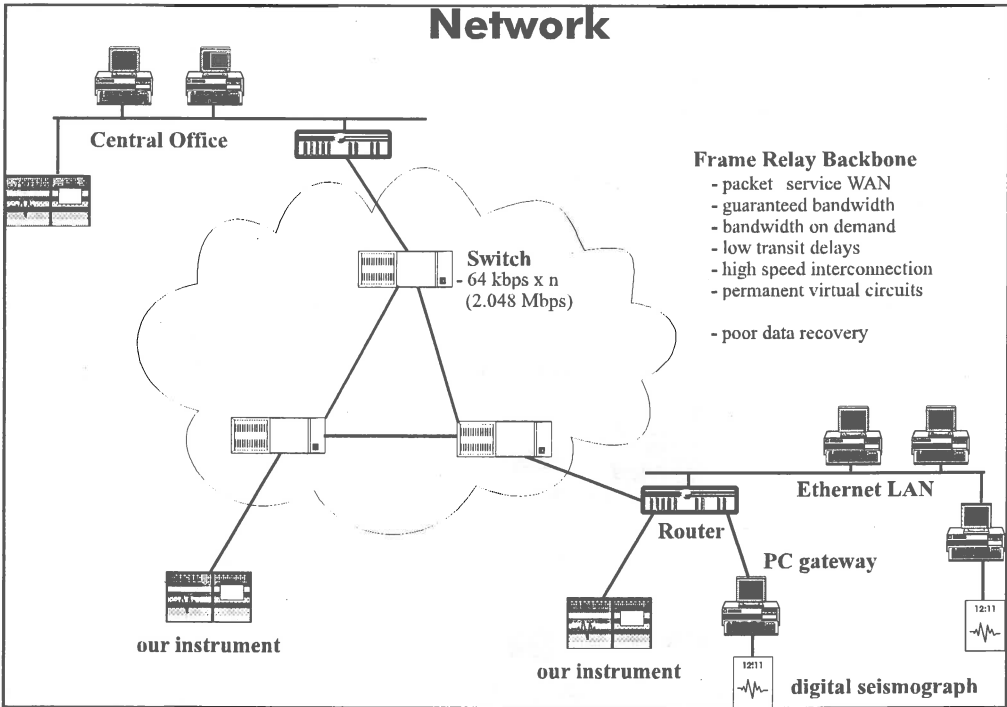 Network
Central Office
Frame Relay Backbone
- packet service WAN
- guaranteed bandwidth
- bandwidth on demand
- low transit delays
- high speed interconnection
- permanent virtual circuits
- poor data recovery
Switch
- 64 kbps x n
(2.048 Mbps)
Ethernet LAN
Router
PC gateway
our instrument
our instrument
12:11
12:11
digital seismograph